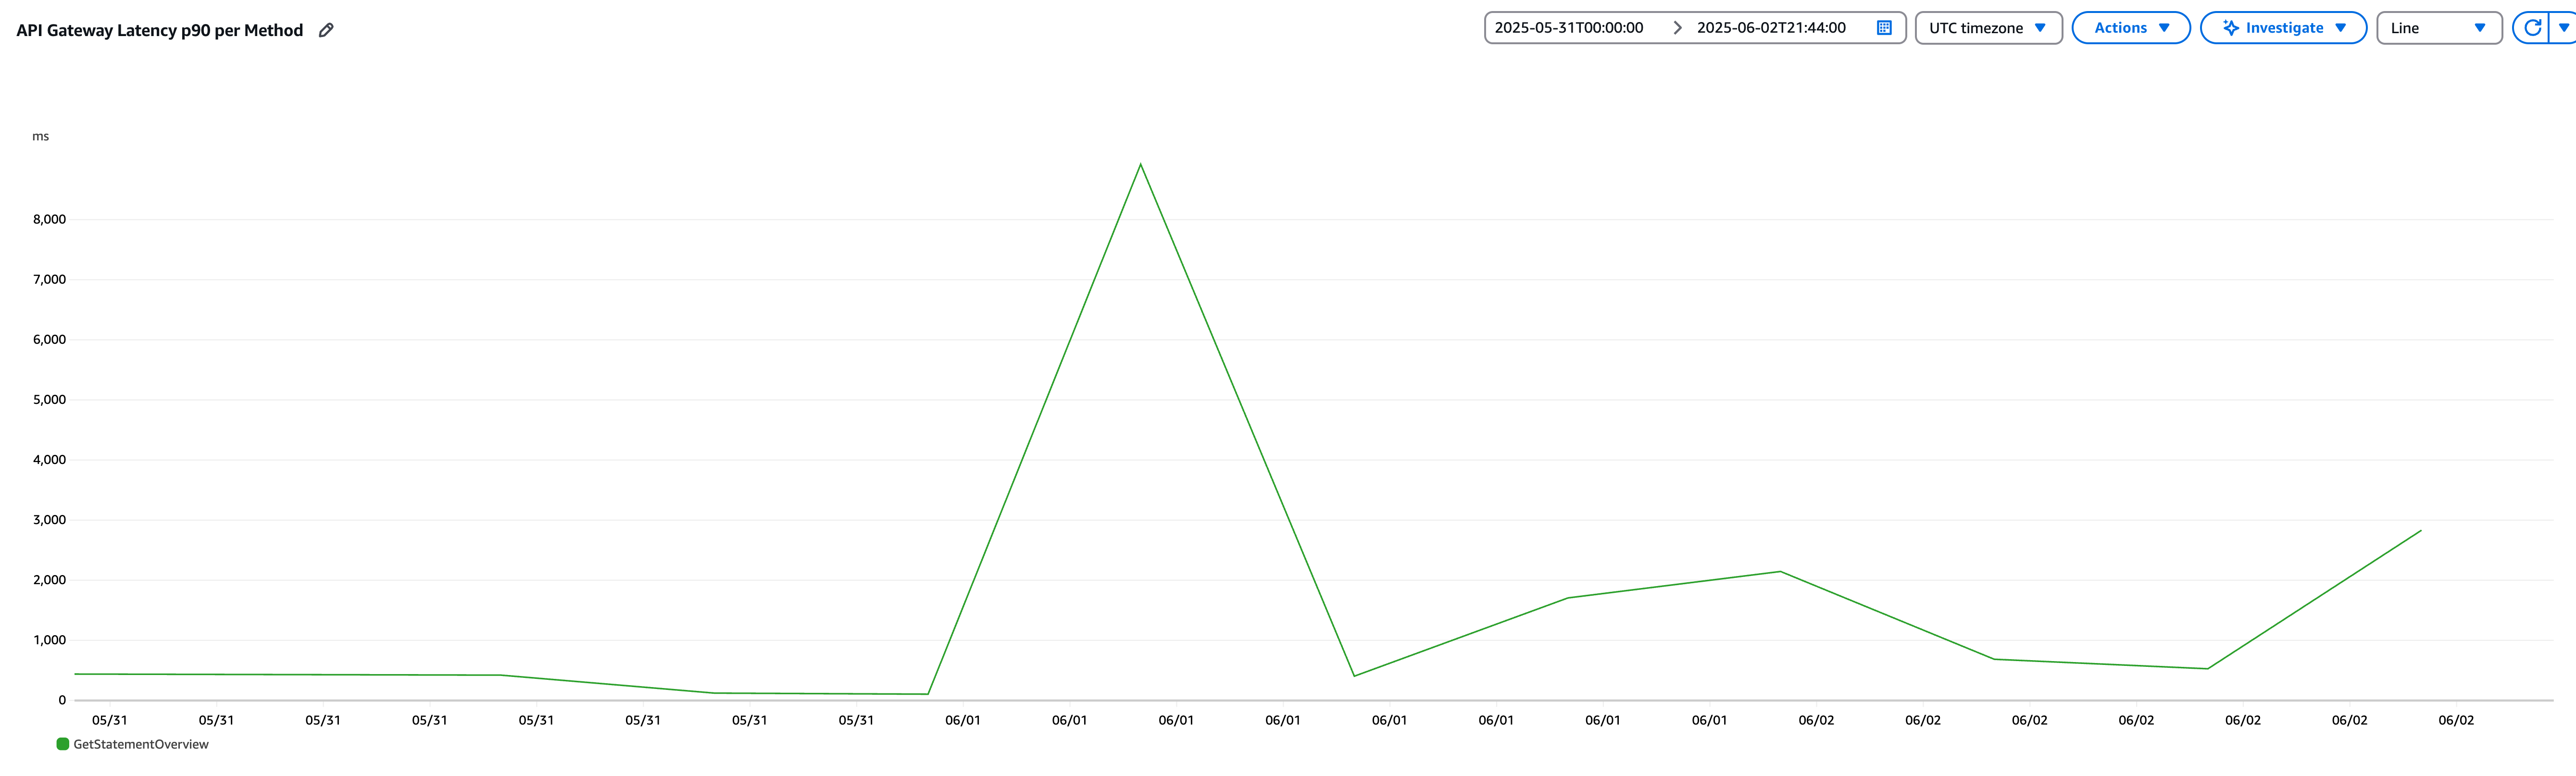 API Gateway Latency p90 per Method
2025-05-31T00:00:00 2025-06-02T21:44:00
UTC timezone
Actions
Investigate
Line
ms
8,000
7,000
6,000
5,000
4,000
3,000
2,000
1,000
0
05/31 05/31 05/31 05/31 05/31 05/31 05/31 05/31 06/01 06/01 06/01 06/01 06/01 06/01 06/01 06/01 06/02 06/02 06/02 06/02 06/02 06/02 06/02
GetStatementOverview